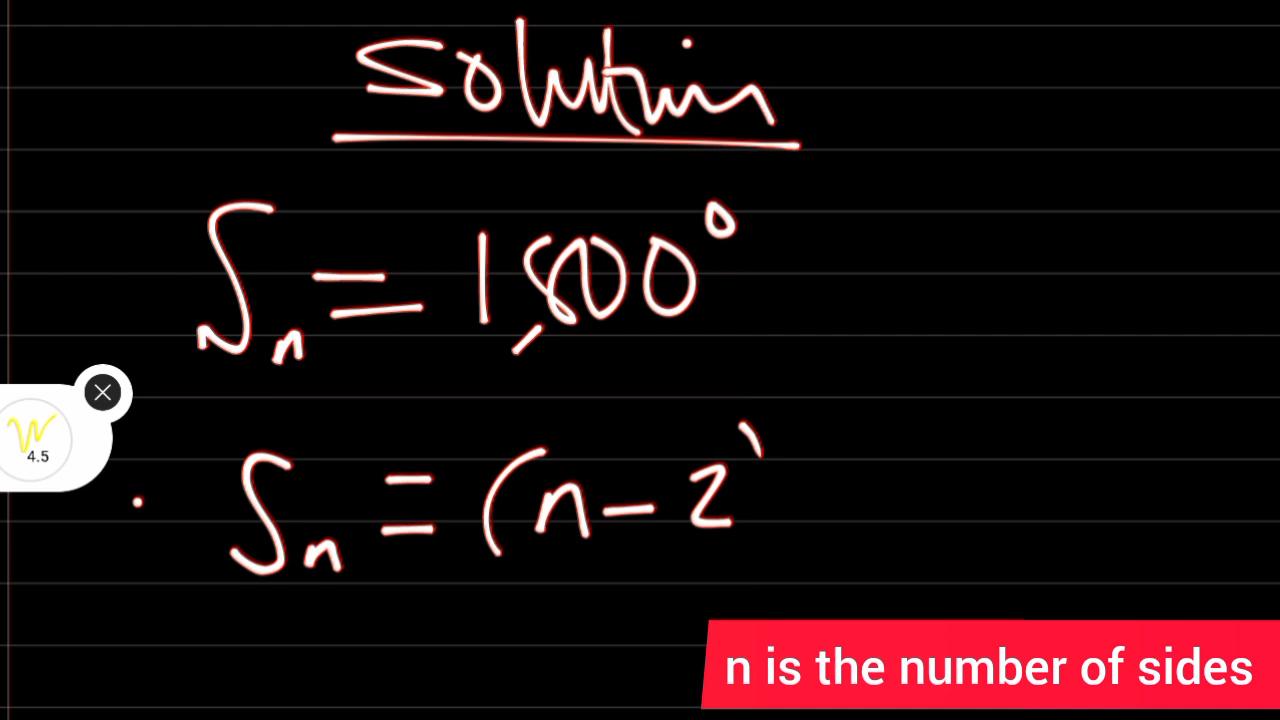 Solution
Sn = 1,800°
W
4.5
Sn = (n - 2)
n is the number of sides